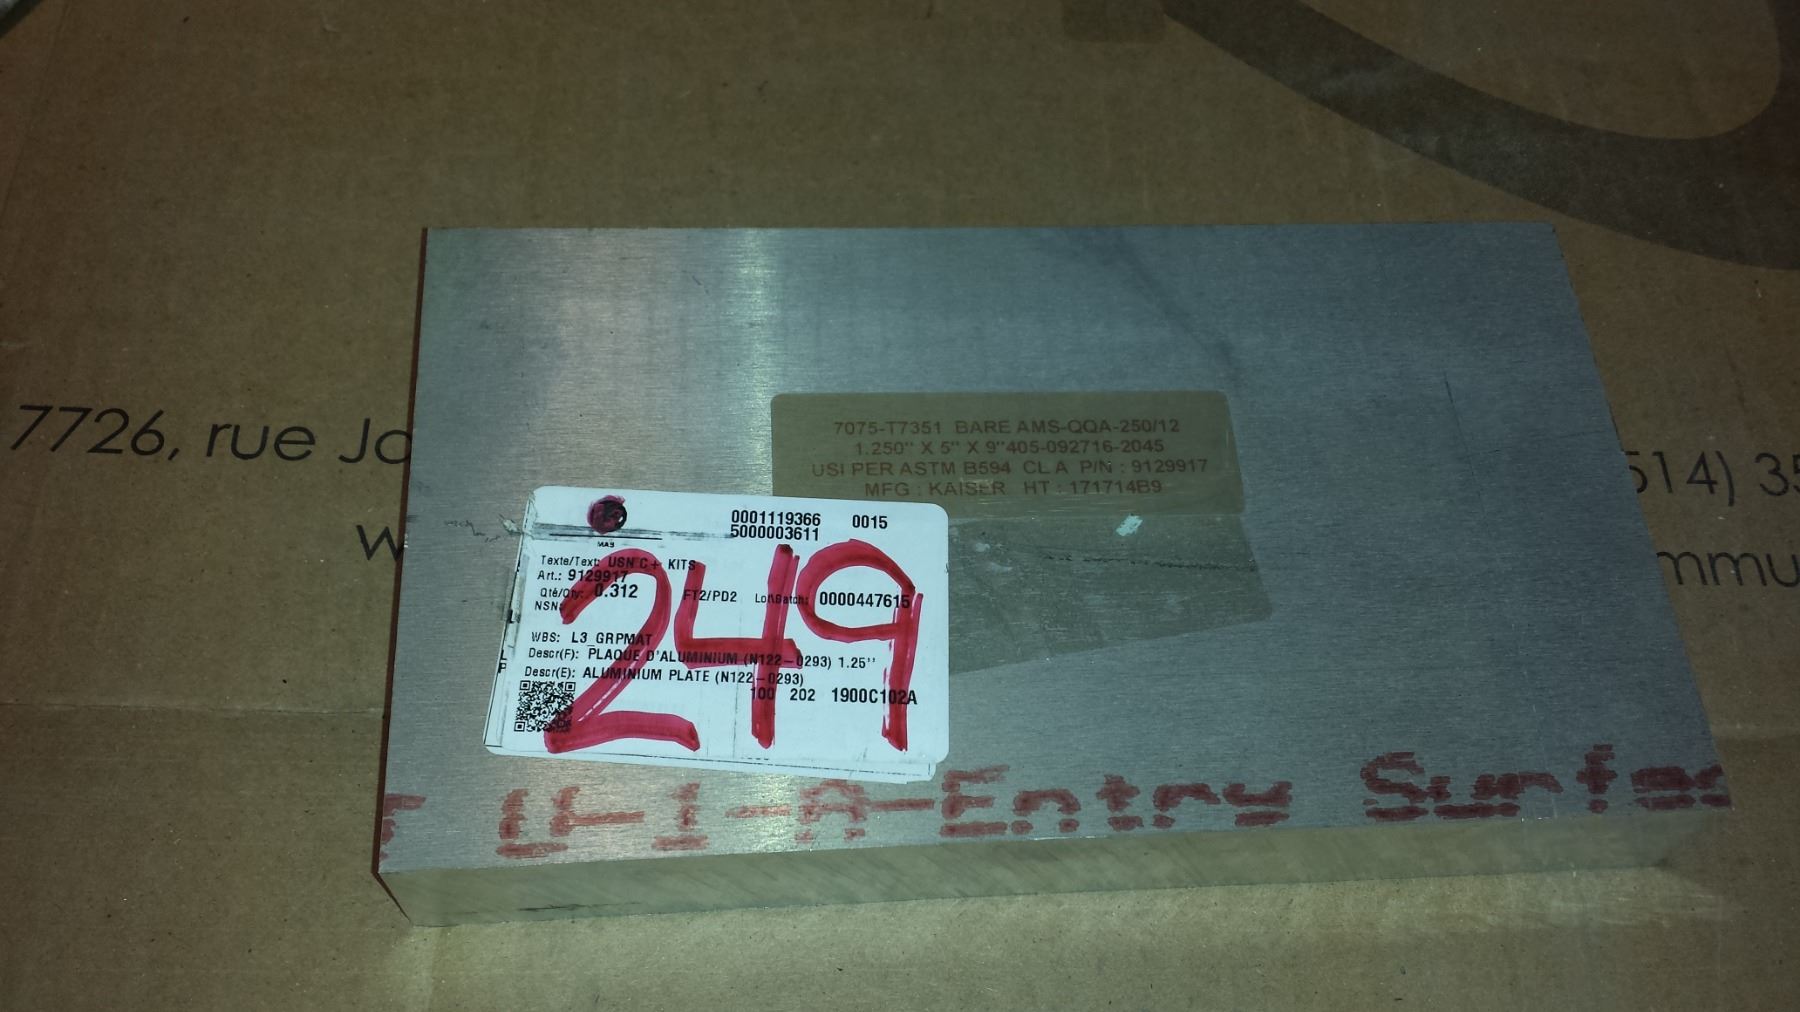 7726, rue Jo
514) 35
w
mmu
7075-T7351 BARE AMS-QQA-250/12
1.250" X 5" X 9"405-092716-2045
USI PER ASTM B594 CL A P/N : 9129917
MFG : KAISER HT : 171714B9
0001119366 0015
5000003611
Texte/Text: USN C+ KITS
Art.: 9129917
Qté/Qty: 0.312 FT2/PD2 Lot\Batch: 0000447615
NSN:
WBS: L3_GRPMAT
Descr(F): PLAQUE D'ALUMINIUM (N122-0293) 1.25''
Descr(E): ALUMINIUM PLATE (N122-0293)
100 202 1900C102A
249
U-1-A-Entry Surfac